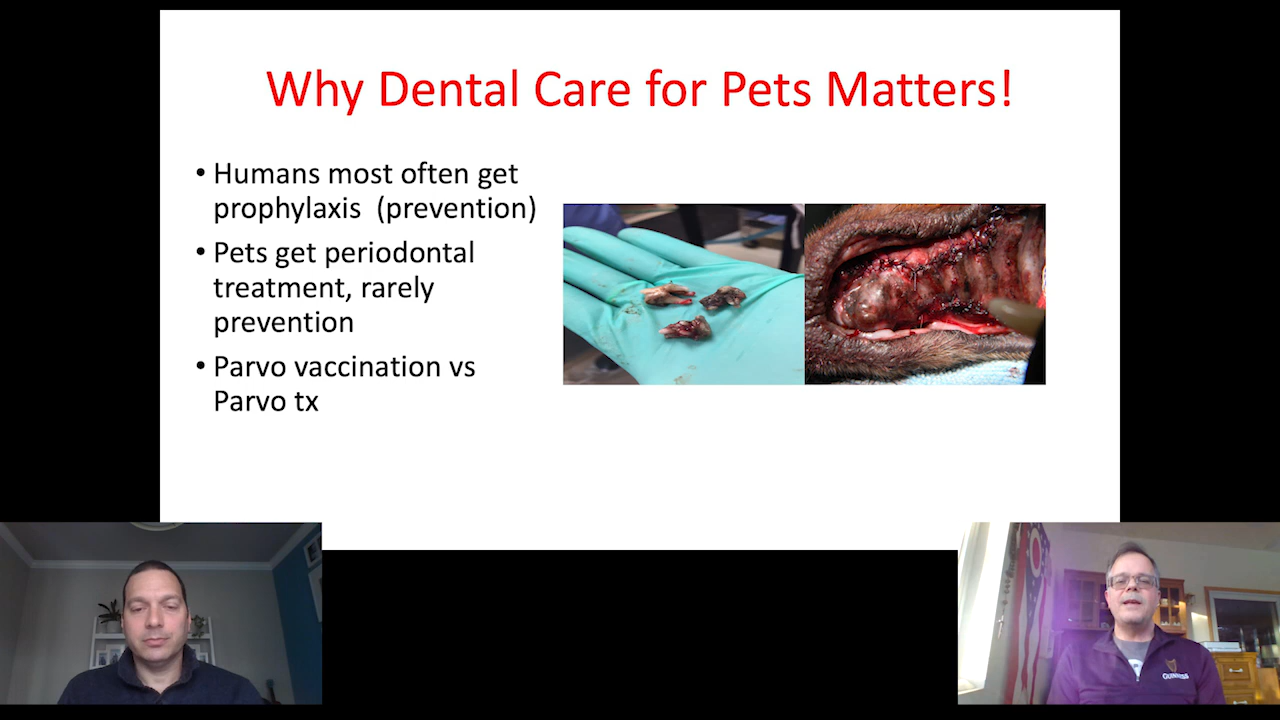 Why Dental Care for Pets Matters!
• Humans most often get
prophylaxis (prevention)
• Pets get periodontal
treatment, rarely
prevention
• Parvo vaccination vs
Parvo tx
GUINNESS